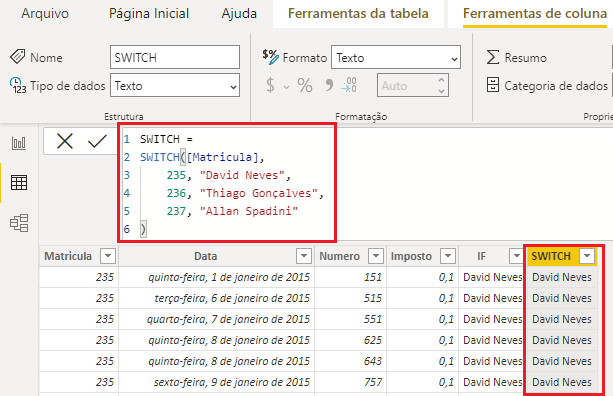 Arquivo Página Inicial Ajuda Ferramentas da tabela Ferramentas de coluna
Nome SWITCH Formato Texto Resumo
Tipo de dados Texto $ % Auto Categoria de dados
Estrutura Formatação Proprie
1 SWITCH =
2 SWITCH([Matricula],
3 235, "David Neves",
4 236, "Thiago Gonçalves",
5 237, "Allan Spadini"
6 )
Matricula Data Numero Imposto IF SWITCH
235 quinta-feira, 1 de janeiro de 2015 151 0,1 David Neves David Neves
235 terça-feira, 6 de janeiro de 2015 515 0,1 David Neves David Neves
235 quarta-feira, 7 de janeiro de 2015 551 0,1 David Neves David Neves
235 quinta-feira, 8 de janeiro de 2015 625 0,1 David Neves David Neves
235 quinta-feira, 8 de janeiro de 2015 643 0,1 David Neves David Neves
235 sexta-feira, 9 de janeiro de 2015 757 0,1 David Neves David Neves